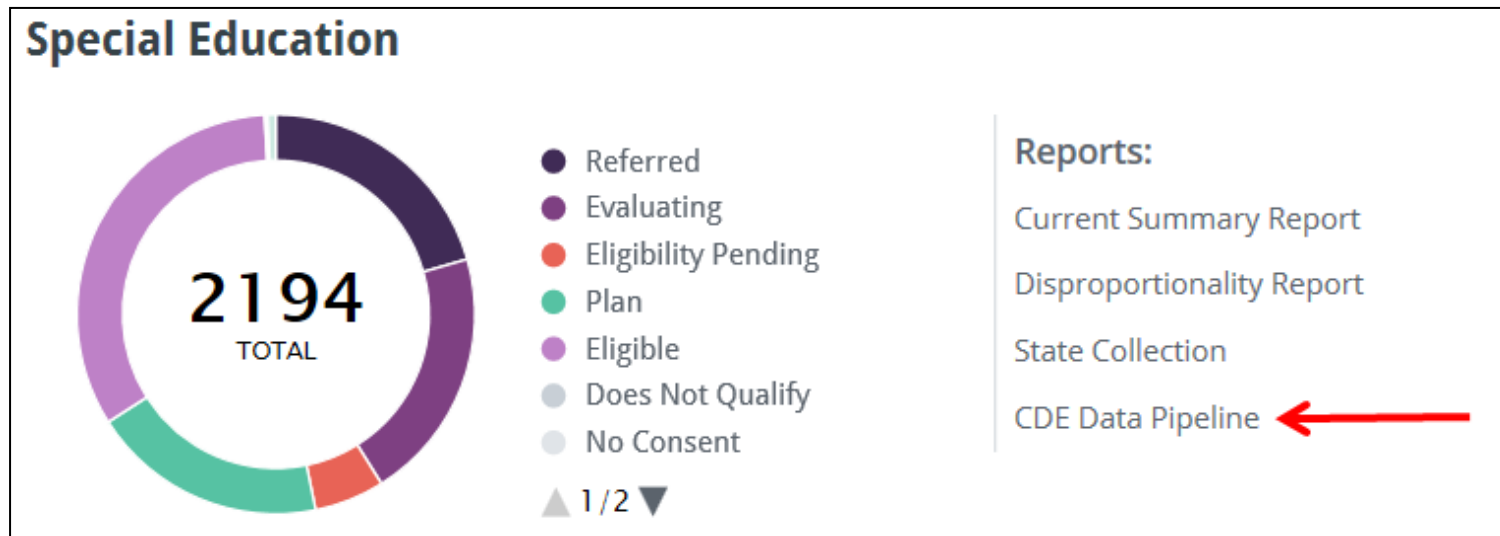 Special Education
2194
TOTAL
Referred
Evaluating
Eligibility Pending
Plan
Eligible
Does Not Qualify
No Consent
1/2
Reports:
Current Summary Report
Disproportionality Report
State Collection
CDE Data Pipeline